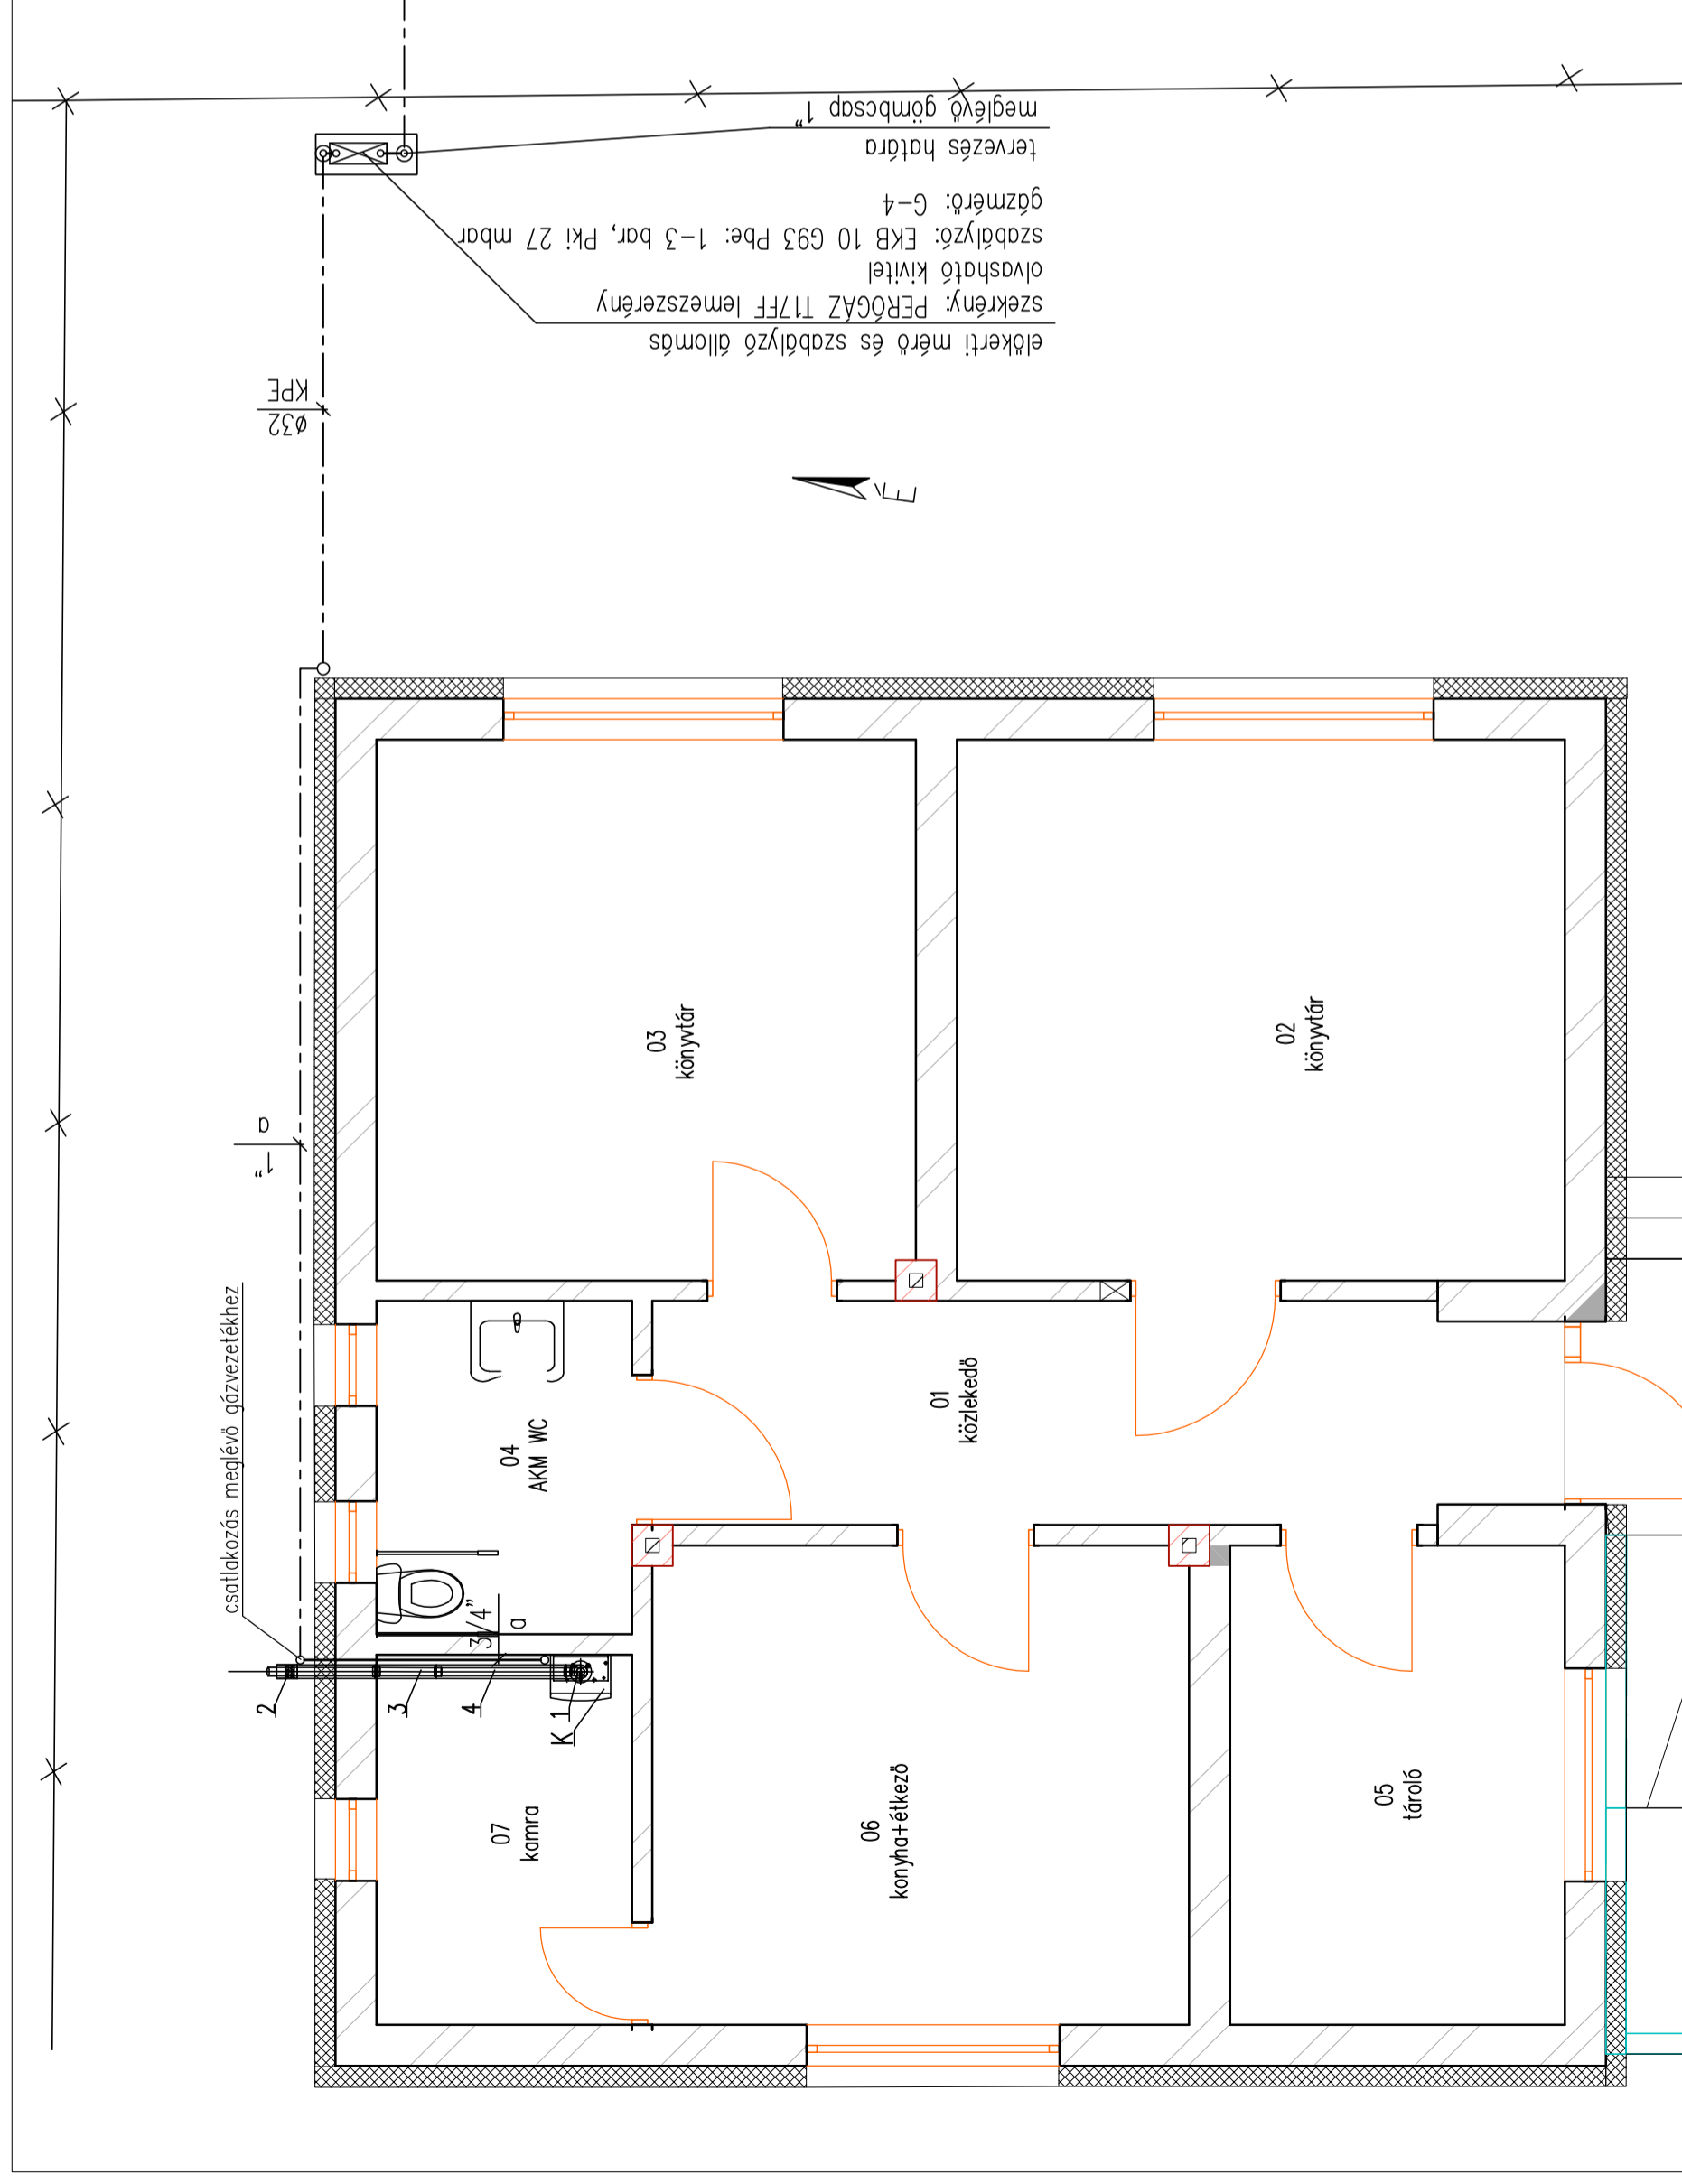 meglévő gömbcsap 1"
tervezés határa
előkerti mérő és szabályzó állomás
szekrény: PERÓGÁZ T17FF lemezszerény
olvasható kivitel
szabályzó: EKB 10 G93 Pbe: 1-3 bar, Pki 27 mbar
gázmérő: G-4
ø32
KPE
É
1"
a
csatlakozás meglévő gázvezetékhez
03
könyvtár
02
könyvtár
04
AKM WC
01
közlekedő
3/4"
a
2
3
4
K 1
07
kamra
06
konyha+étkező
05
tároló